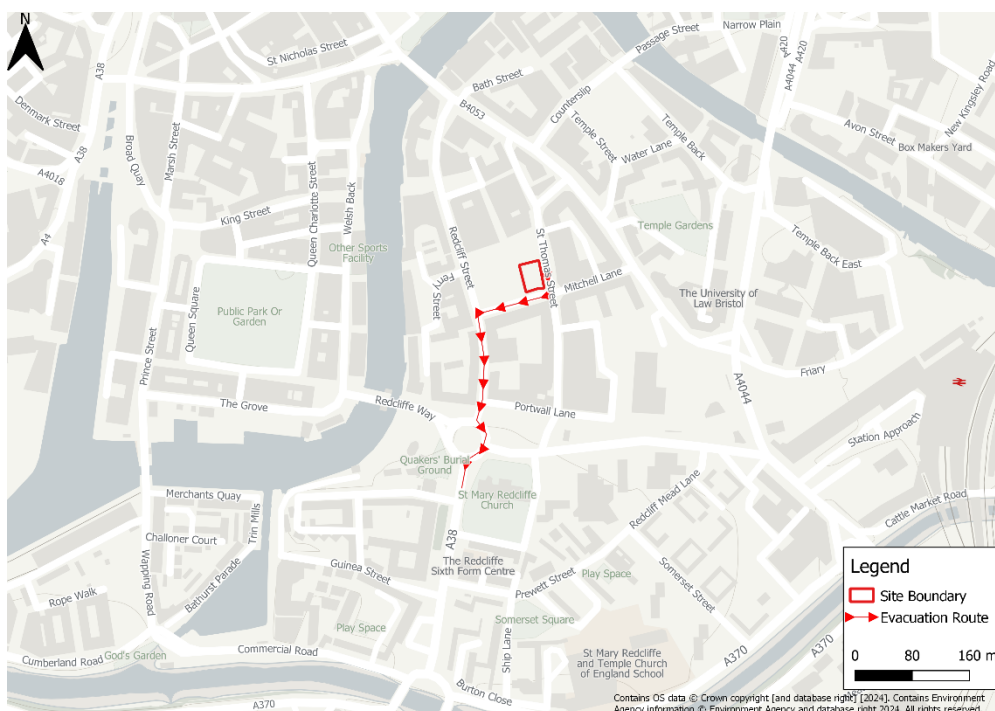 N
A38
St Nicholas Street
Passage Street
Narrow Plain
A420
A420
A4044
Bath Street
Counterslip
B4053
Denmark Street
Broad Quay
Marsh Street
A38
A4018
Temple Street
Temple Back
Water Lane
Avon Street
New Kingsley Road
Box Makers Yard
Queen Charlotte Street
Welsh Back
King Street
A4
Other Sports
Facility
Redcliff Street
Ferry Street
St Thomas Street
Mitchell Lane
Temple Gardens
Temple Back East
The University of
Law Bristol
Queen Square
Public Park Or
Garden
Prince Street
The Grove
Redcliffe Way
Portwall Lane
A4044
Friary
Station Approach
Quakers' Burial
Ground
St Mary Redcliffe
Church
Redcliff Mead Lane
Cattle Market Road
Merchants Quay
Trin Mills
Challoner Court
Wapping Road
Bathurst Parade
Rope Walk
A38
Guinea Street
The Redcliffe
Sixth Form Centre
Prewett Street
Play Space
Somerset Street
Somerset Square
Play Space
Ship Lane
St Mary Redcliffe
and Temple Church
of England School
A370
A370
Cumberland Road
God's Garden
Commercial Road
Burton Close
A370
Legend
Site Boundary
Evacuation Route
0 80 160 m
Contains OS data © Crown copyright [and database right] [2024]. Contains Environment
Agency information © Environment Agency and database right 2024. All rights reserved